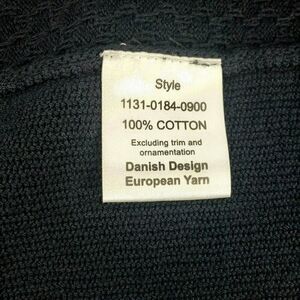 Style
1131-0184-0900
100% COTTON
Excluding trim and
ornamentation
Danish Design
European Yarn